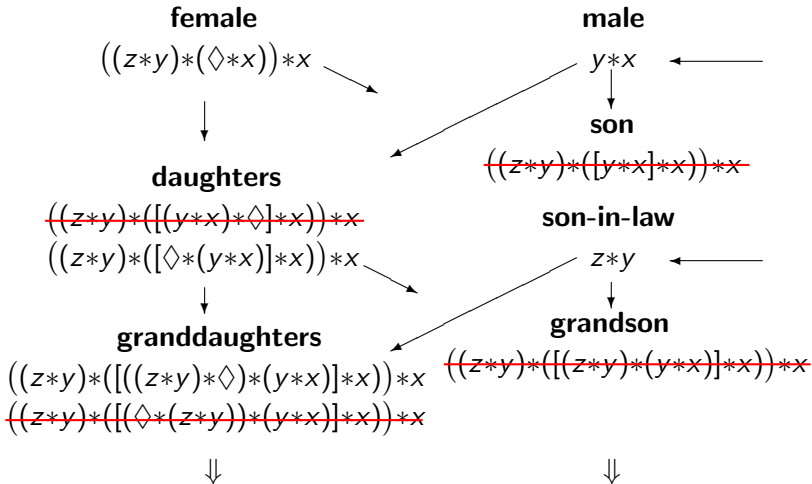 female
((z∗y)∗(◇∗x))∗x
male
y∗x
son
((z∗y)∗([y∗x]∗x))∗x
daughters
((z∗y)∗([(y∗x)∗◇]∗x))∗x
((z∗y)∗([◇∗(y∗x)]∗x))∗x
son-in-law
z∗y
grandson
((z∗y)∗([(z∗y)∗(y∗x)]∗x))∗x
granddaughters
((z∗y)∗([((z∗y)∗◇)∗(y∗x)]∗x))∗x
((z∗y)∗([(◇∗(z∗y))∗(y∗x)]∗x))∗x
⇓ ⇓